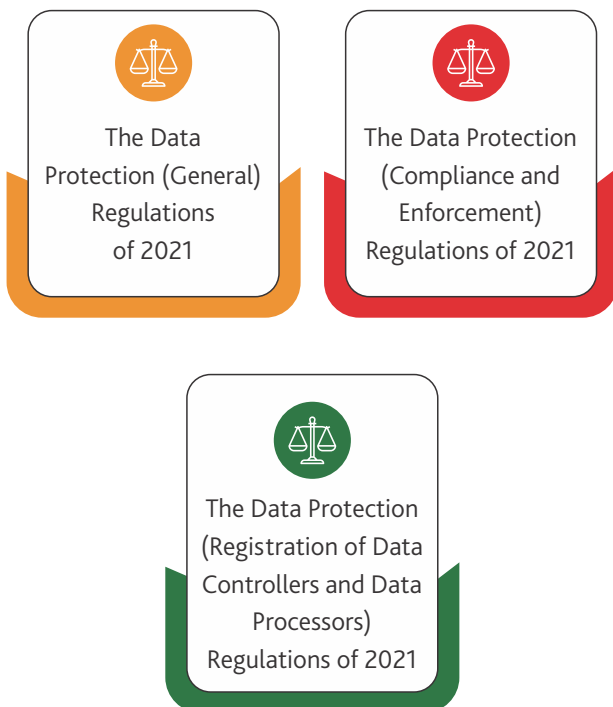 The Data
Protection (General)
Regulations
of 2021
The Data Protection
(Compliance and
Enforcement)
Regulations of 2021
The Data Protection
(Registration of Data
Controllers and Data
Processors)
Regulations of 2021